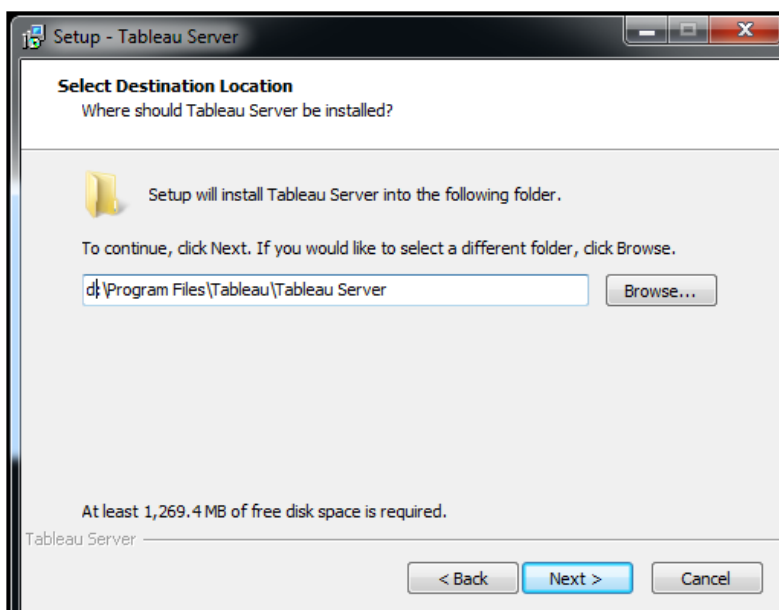 Setup - Tableau Server
Select Destination Location
Where should Tableau Server be installed?
Setup will install Tableau Server into the following folder.
To continue, click Next. If you would like to select a different folder, click Browse.
d:\Program Files\Tableau\Tableau Server
Browse...
At least 1,269.4 MB of free disk space is required.
Tableau Server
< Back
Next >
Cancel